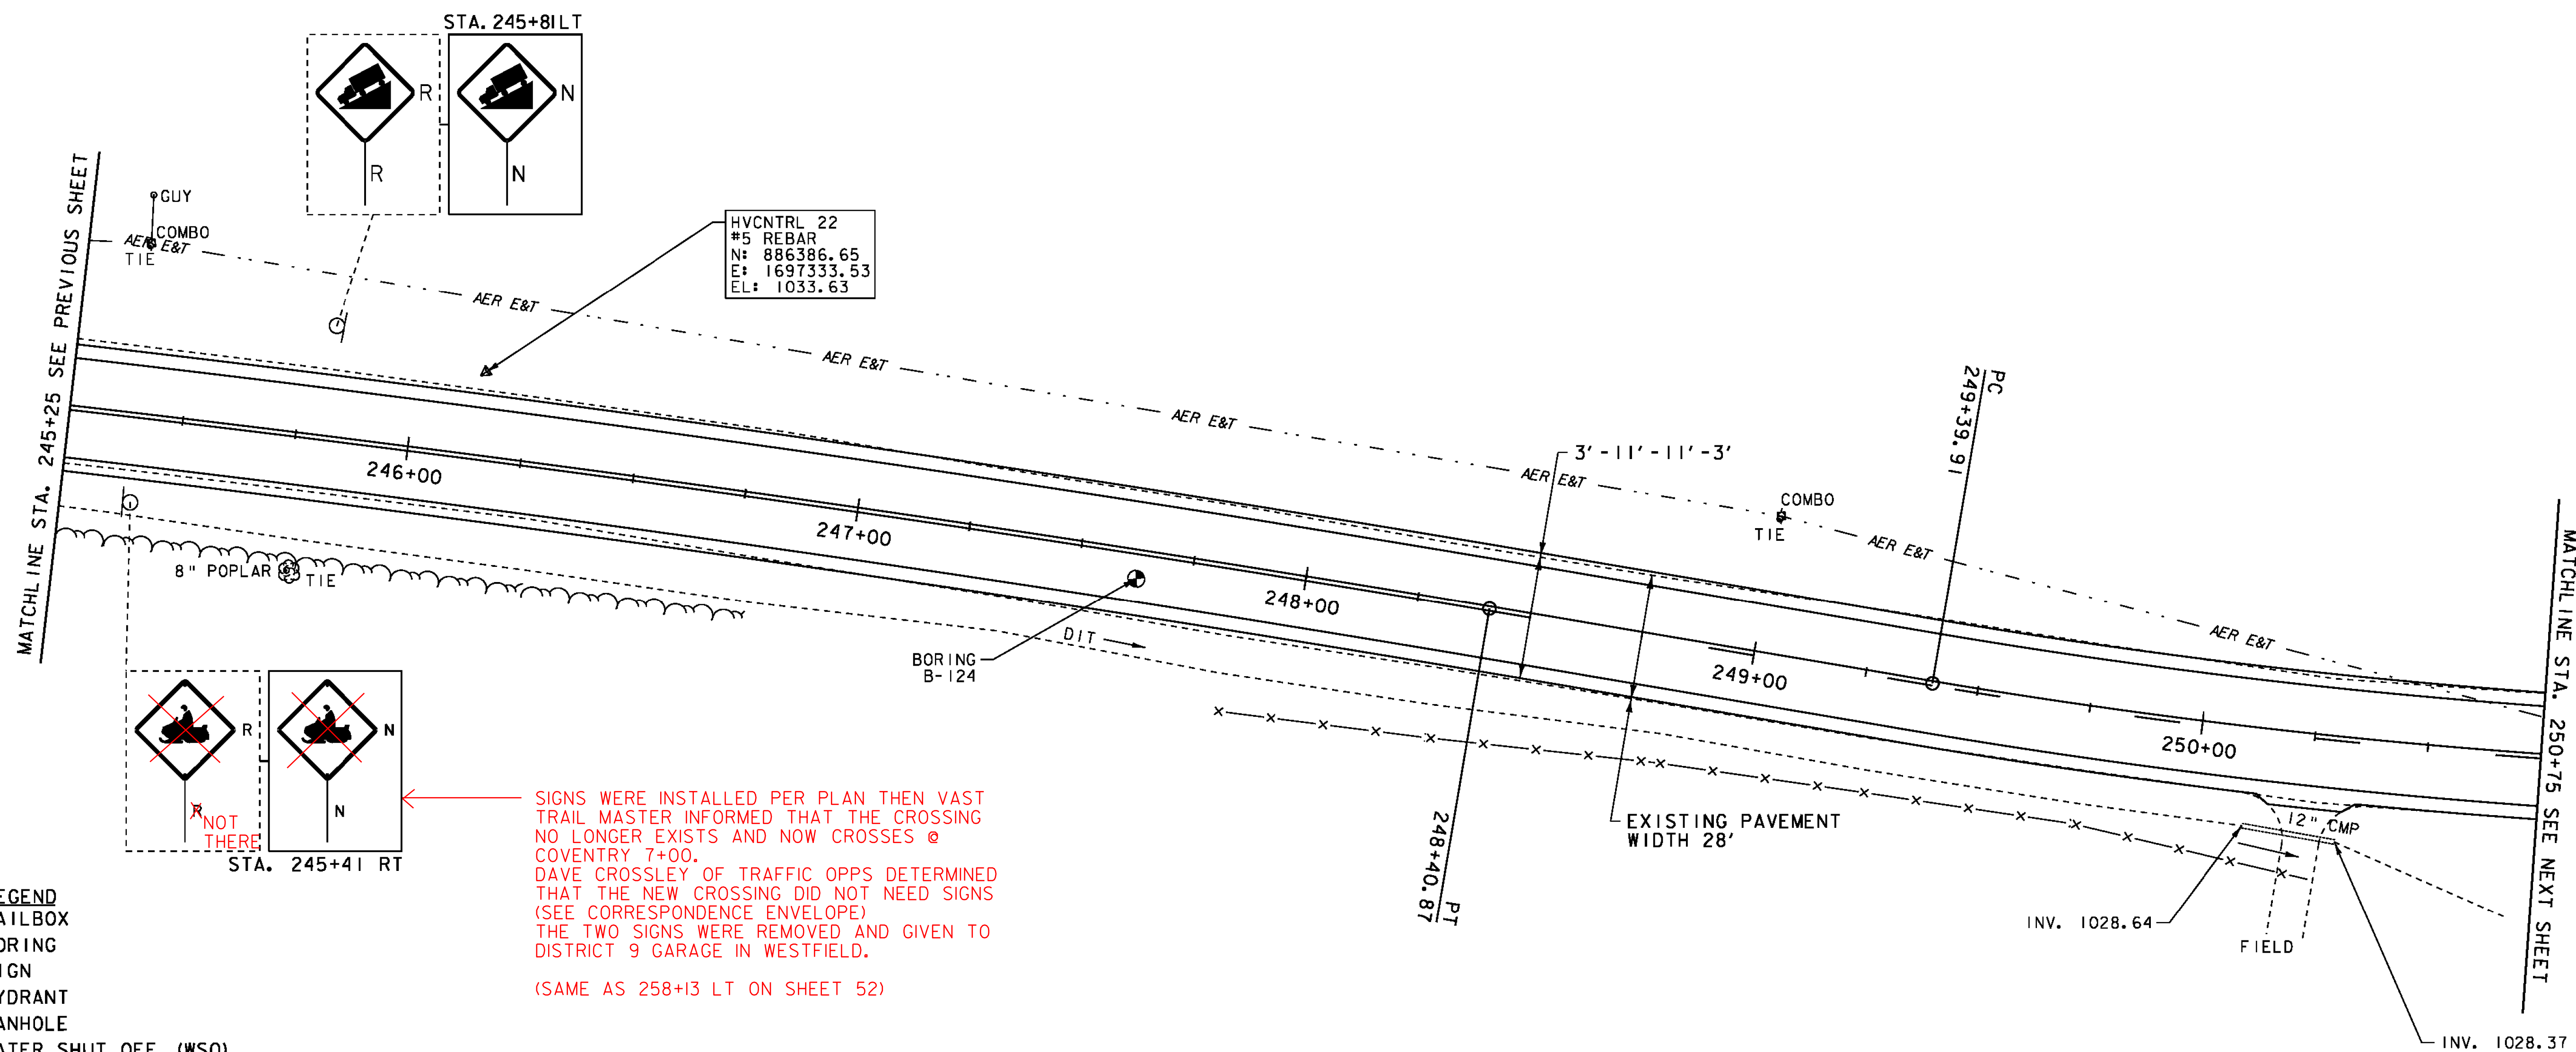 STA. 245+81LT
R
N
R
N
MATCHLINE STA. 245+25 SEE PREVIOUS SHEET
GUY
COMBO
AER E&T
TIE
HVCNTRL 22
#5 REBAR
N: 886386.65
E: 1697333.53
EL: 1033.63
AER E&T
AER E&T
AER E&T
AER E&T
3'-11'-11'-3'
PC
249+39.91
COMBO
TIE
AER E&T
AER E&T
MATCHLINE STA. 250+75 SEE NEXT SHEET
246+00
247+00
248+00
249+00
250+00
8" POPLAR
TIE
BORING
B-124
DIT
PT
248+40.87
EXISTING PAVEMENT
WIDTH 28'
12" CMP
INV. 1028.64
FIELD
INV. 1028.37
R
N
R
NOT
THERE
N
STA. 245+41 RT
SIGNS WERE INSTALLED PER PLAN THEN VAST
TRAIL MASTER INFORMED THAT THE CROSSING
NO LONGER EXISTS AND NOW CROSSES @
COVENTRY 7+00.
DAVE CROSSLEY OF TRAFFIC OPPS DETERMINED
THAT THE NEW CROSSING DID NOT NEED SIGNS
(SEE CORRESPONDENCE ENVELOPE)
THE TWO SIGNS WERE REMOVED AND GIVEN TO
DISTRICT 9 GARAGE IN WESTFIELD.
(SAME AS 258+13 LT ON SHEET 52)
EGEND
AILBOX
ORING
IGN
YDRANT
ANHOLE
ATER SHUT OFF (WSO)